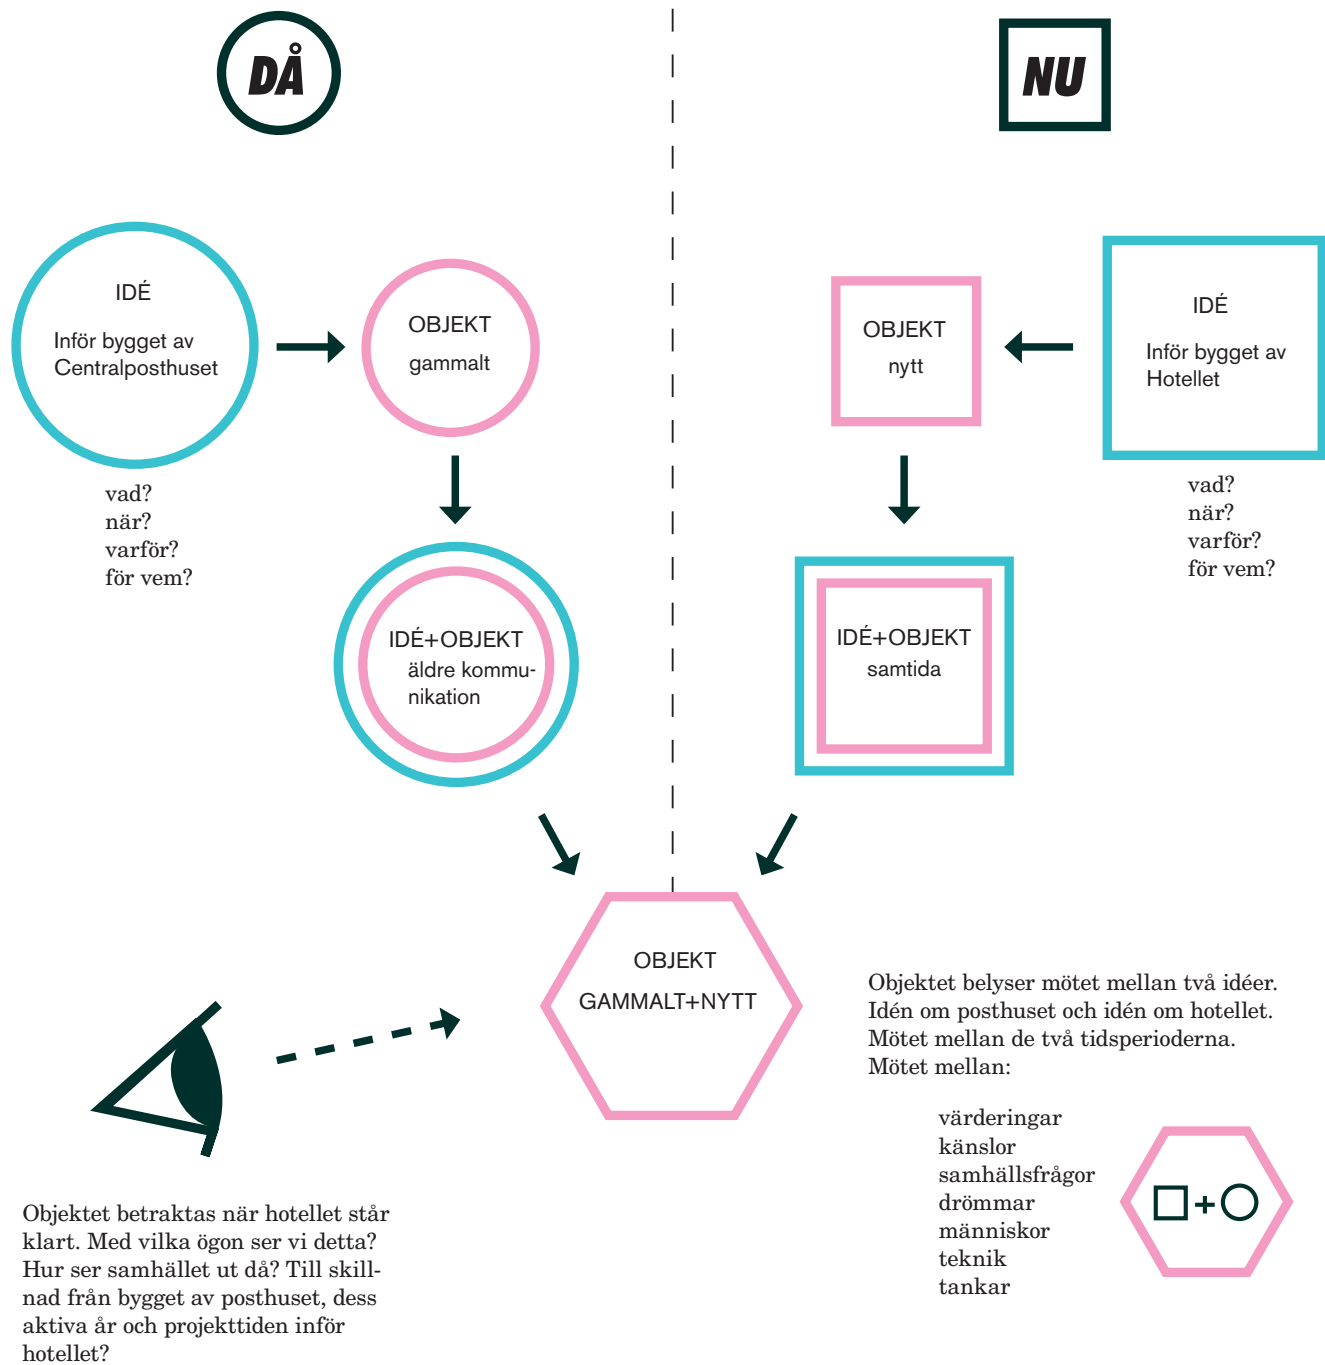 DÅ
NU
IDÉ
Inför bygget av
Centralposthuset
vad?
när?
varför?
för vem?
OBJEKT
gammalt
OBJEKT
nytt
IDÉ
Inför bygget av
Hotellet
vad?
när?
varför?
för vem?
IDÉ+OBJEKT
äldre kommu-
nikation
IDÉ+OBJEKT
samtida
OBJEKT
GAMMALT+NYTT
Objektet belyser mötet mellan två idéer.
Idén om posthuset och idén om hotellet.
Mötet mellan de två tidsperioderna.
Mötet mellan:
värderingar
känslor
samhällsfrågor
drömmar
människor
teknik
tankar
+
Objektet betraktas när hotellet står
klart. Med vilka ögon ser vi detta?
Hur ser samhället ut då? Till skill-
nad från bygget av posthuset, dess
aktiva år och projekttiden inför
hotellet?